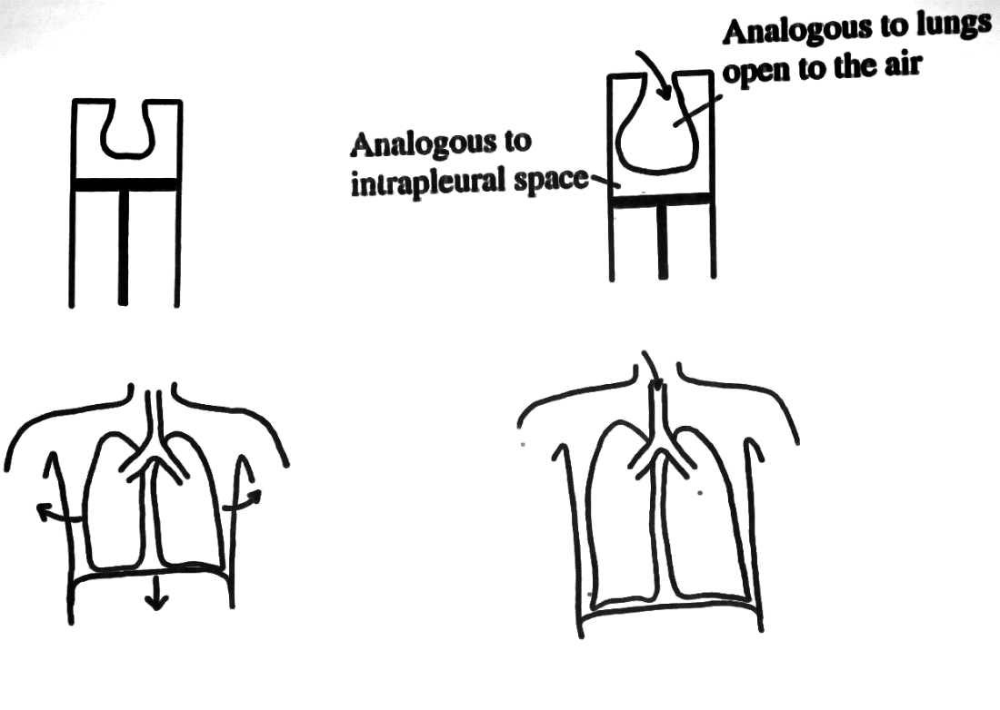 Analogous to lungs
open to the air
Analogous to
intrapleural space